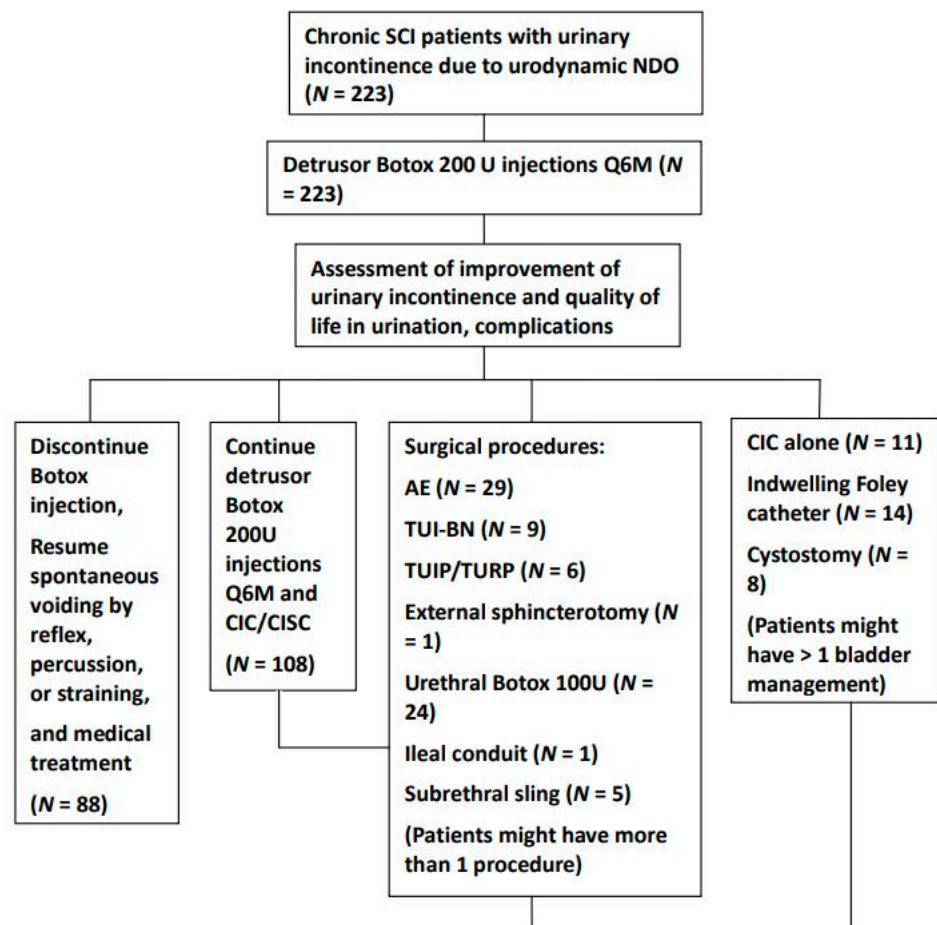 Chronic SCI patients with urinary
incontinence due to urodynamic NDO
(N = 223)
Detrusor Botox 200 U injections Q6M (N
= 223)
Assessment of improvement of
urinary incontinence and quality of
life in urination, complications
Discontinue
Botox
injection,
Resume
spontaneous
voiding by
reflex,
percussion,
or straining,
and medical
treatment
(N = 88)
Continue
detrusor
Botox
200U
injections
Q6M and
CIC/CISC
(N = 108)
Surgical procedures:
AE (N = 29)
TUI-BN (N = 9)
TUIP/TURP (N = 6)
External sphincterotomy (N
= 1)
Urethral Botox 100U (N =
24)
Ileal conduit (N = 1)
Subrethral sling (N = 5)
(Patients might have more
than 1 procedure)
CIC alone (N = 11)
Indwelling Foley
catheter (N = 14)
Cystostomy (N =
8)
(Patients might
have > 1 bladder
management)